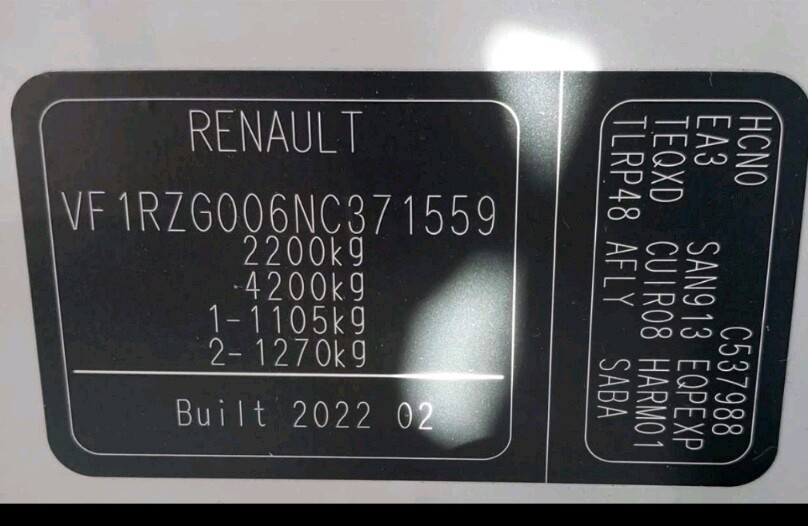 RENAULT
VF1RZG006NC371559
2200kg
4200kg
1-1105kg
2-1270kg
Built 2022 02
HCNO C537988
EA3 SAN913 EQPEXP
TEQXD CUIR08 HARM01
TLRP48 AFLY SABA